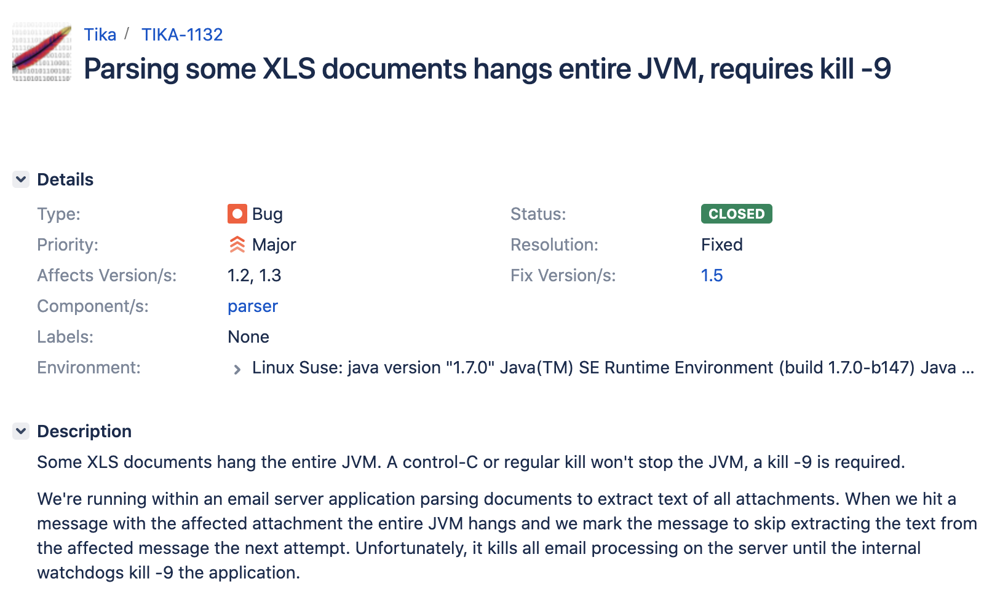 Tika / TIKA-1132
Parsing some XLS documents hangs entire JVM, requires kill -9
Details
Type: Bug Status: CLOSED
Priority: Major Resolution: Fixed
Affects Version/s: 1.2, 1.3 Fix Version/s: 1.5
Component/s: parser
Labels: None
Environment: Linux Suse: java version "1.7.0" Java(TM) SE Runtime Environment (build 1.7.0-b147) Java ...
Description
Some XLS documents hang the entire JVM. A control-C or regular kill won't stop the JVM, a kill -9 is required.
We're running within an email server application parsing documents to extract text of all attachments. When we hit a
message with the affected attachment the entire JVM hangs and we mark the message to skip extracting the text from
the affected message the next attempt. Unfortunately, it kills all email processing on the server until the internal
watchdogs kill -9 the application.